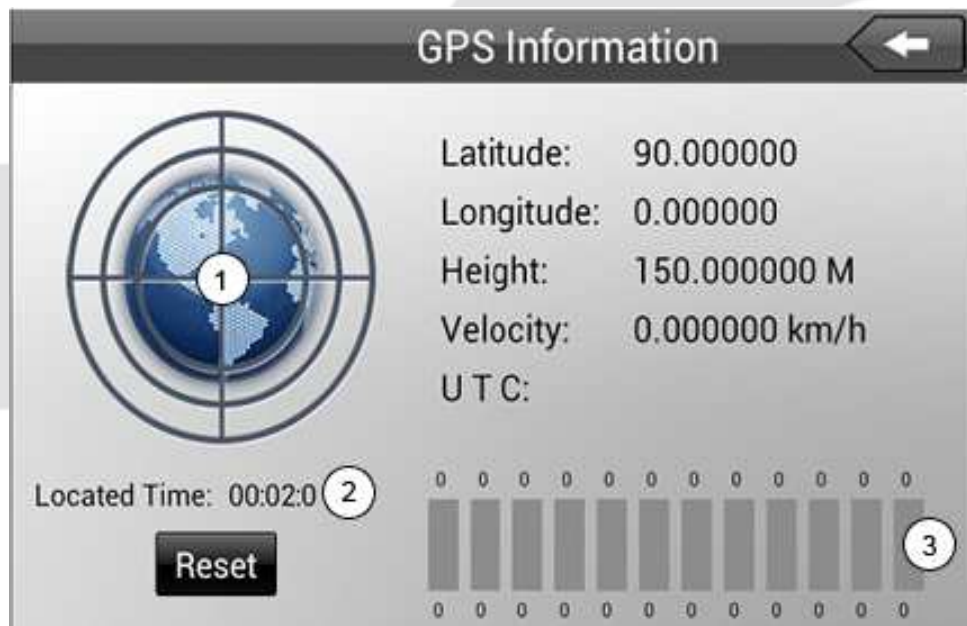 GPS Information
Latitude: 90.000000
Longitude: 0.000000
Height: 150.000000 M
Velocity: 0.000000 km/h
U T C:
1
Located Time: 00:02:0
2
Reset
0 0 0 0 0 0 0 0 0 0 0 0
3
0 0 0 0 0 0 0 0 0 0 0 0